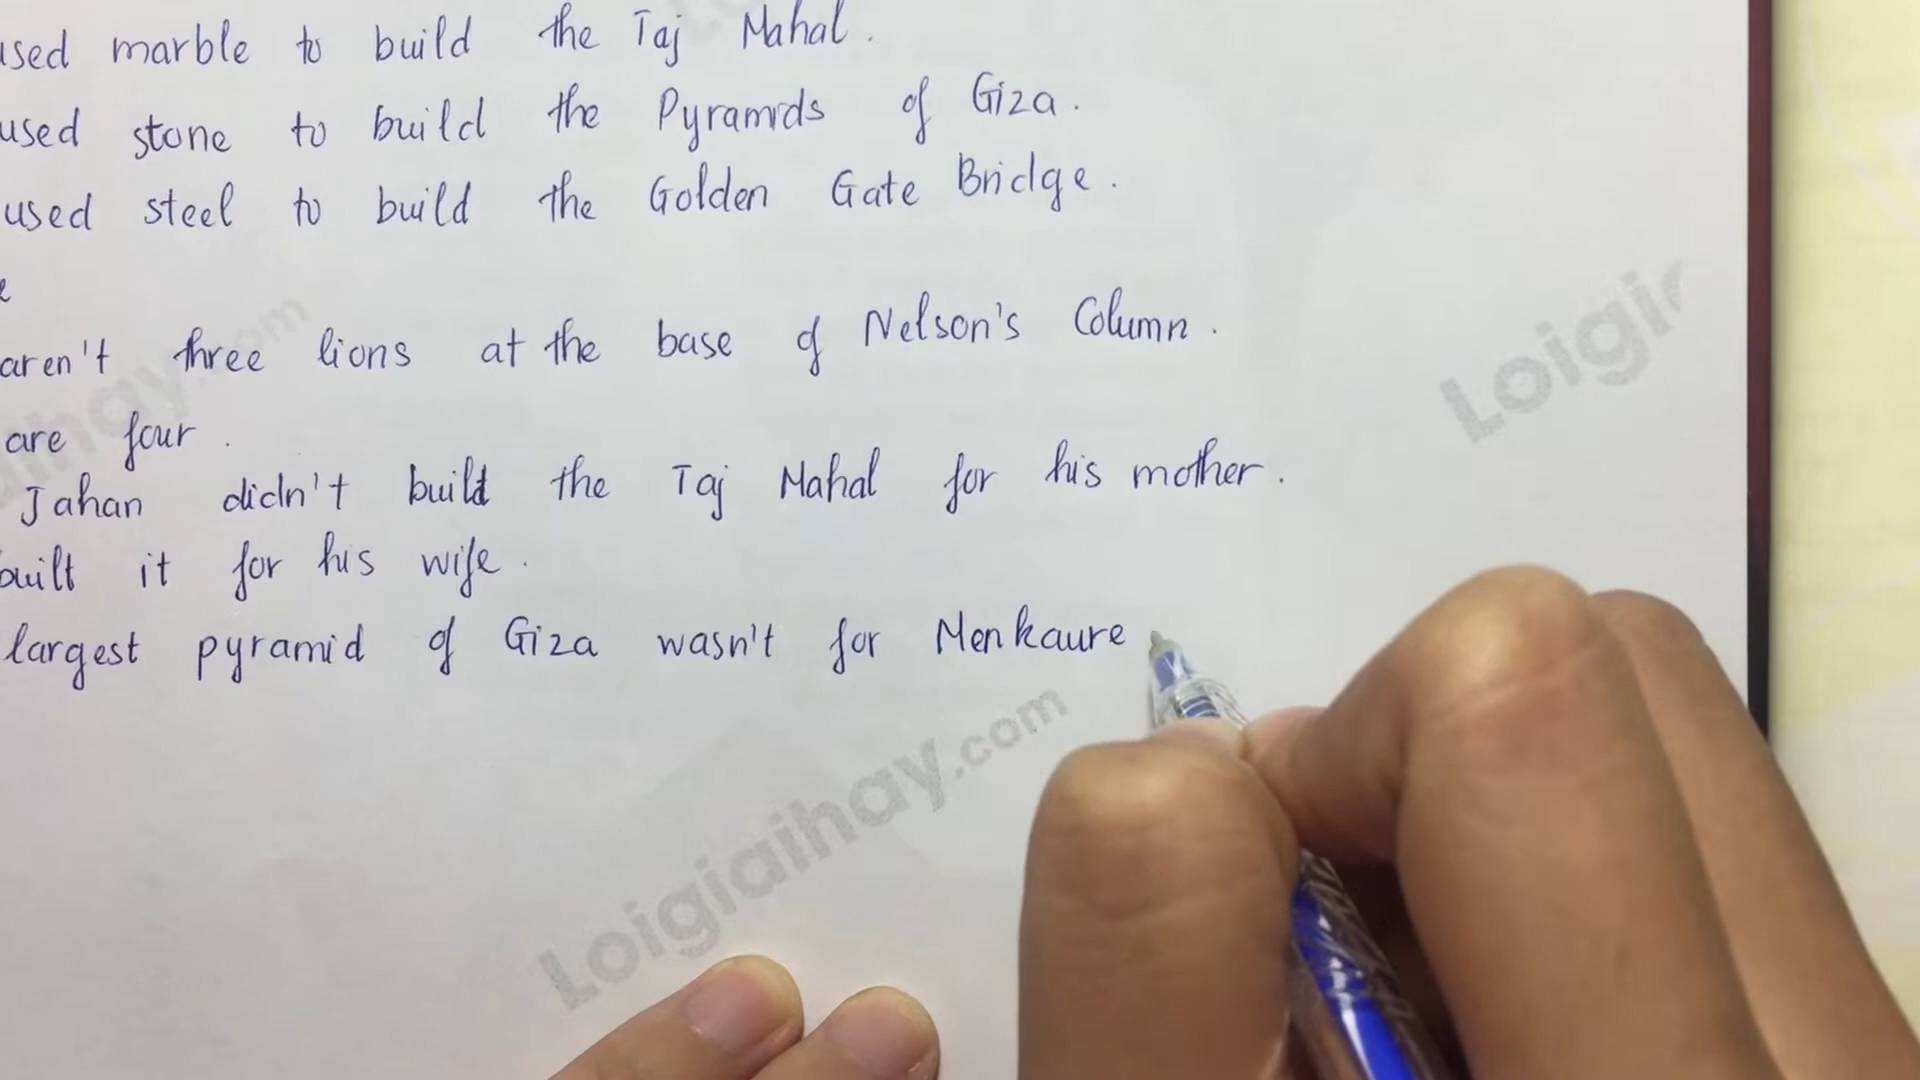 used marble to build the Taj Mahal.
used stone to build the Pyramids of Giza.
used steel to build the Golden Gate Bridge.
aren't three lions at the base of Nelson's Column.
are four.
Jahan didn't build the Taj Mahal for his mother.
built it for his wife.
largest pyramid of Giza wasn't for Menkaure
Loigiaihay.com